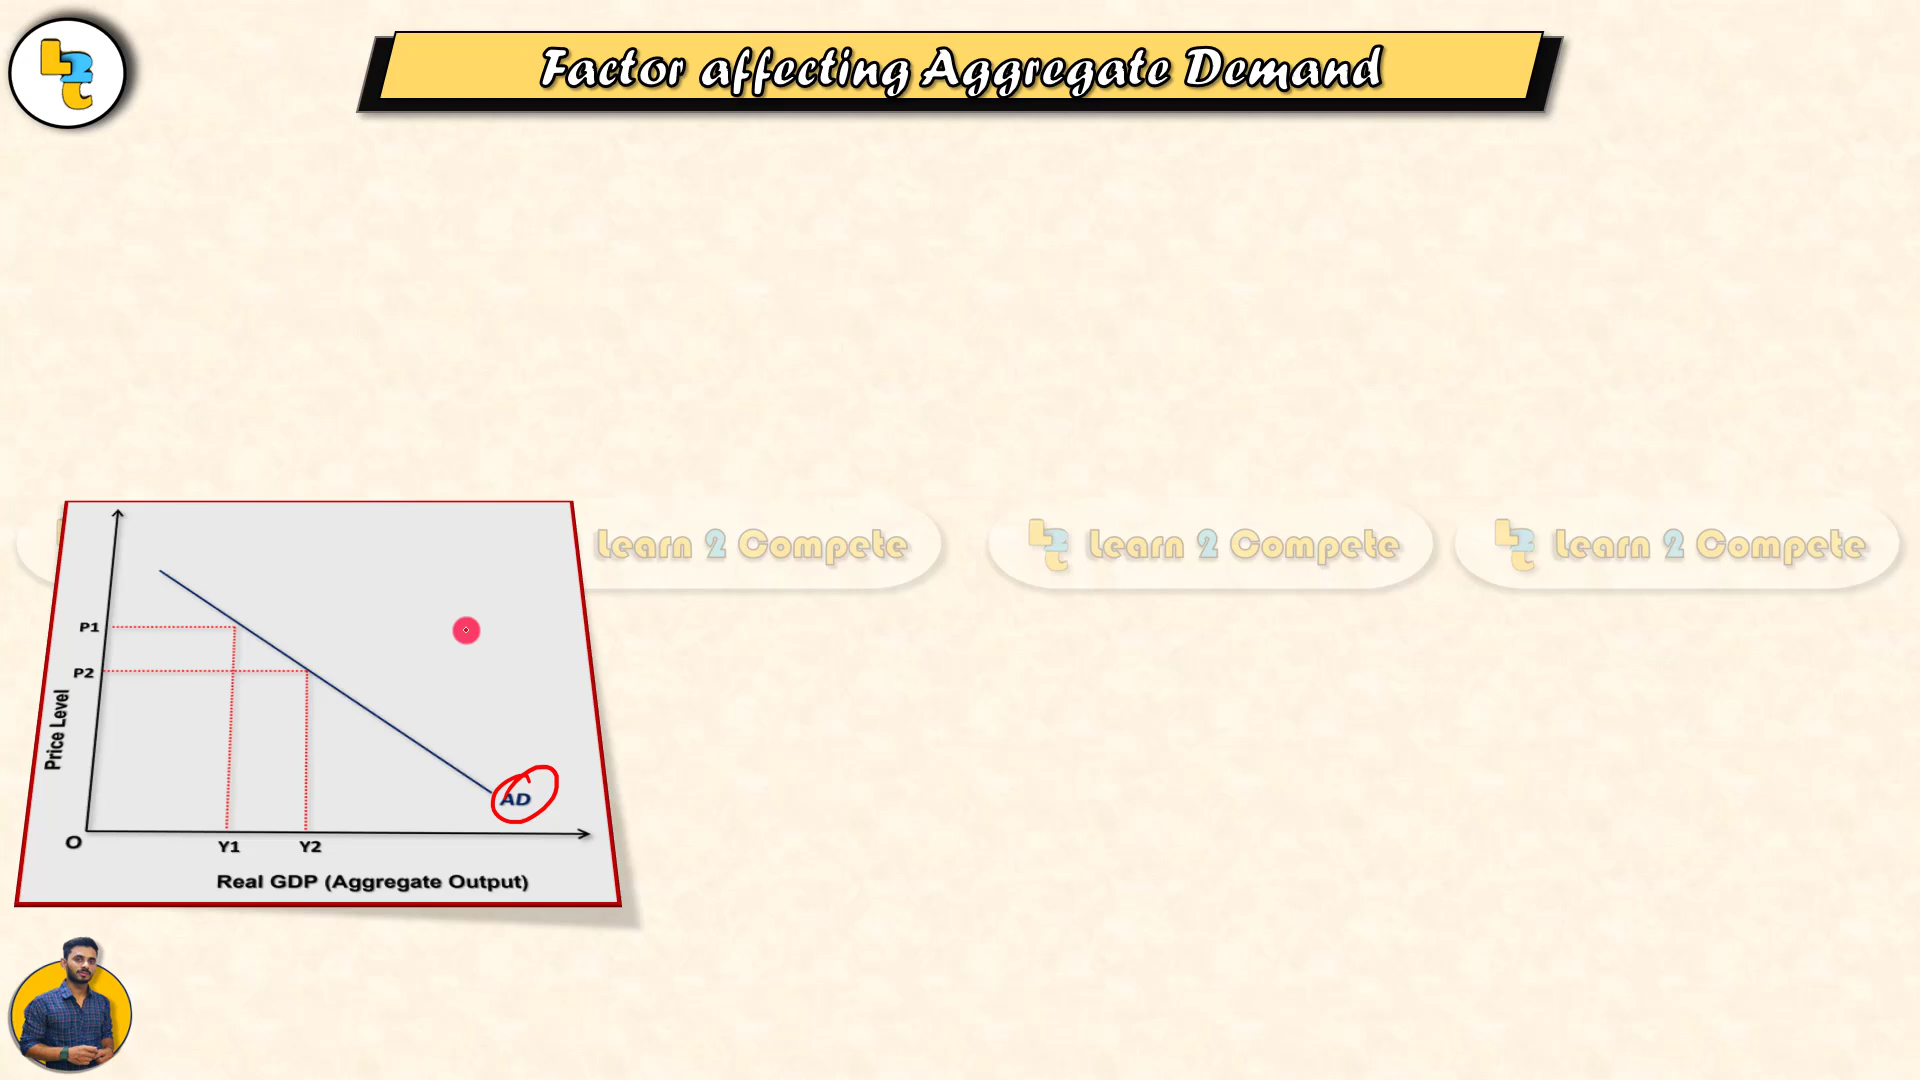 Factor affecting Aggregate Demand
Learn 2 Compete
Learn 2 Compete
Learn 2 Compete
P1
P2
Price Level
AD
O
Y1
Y2
Real GDP (Aggregate Output)